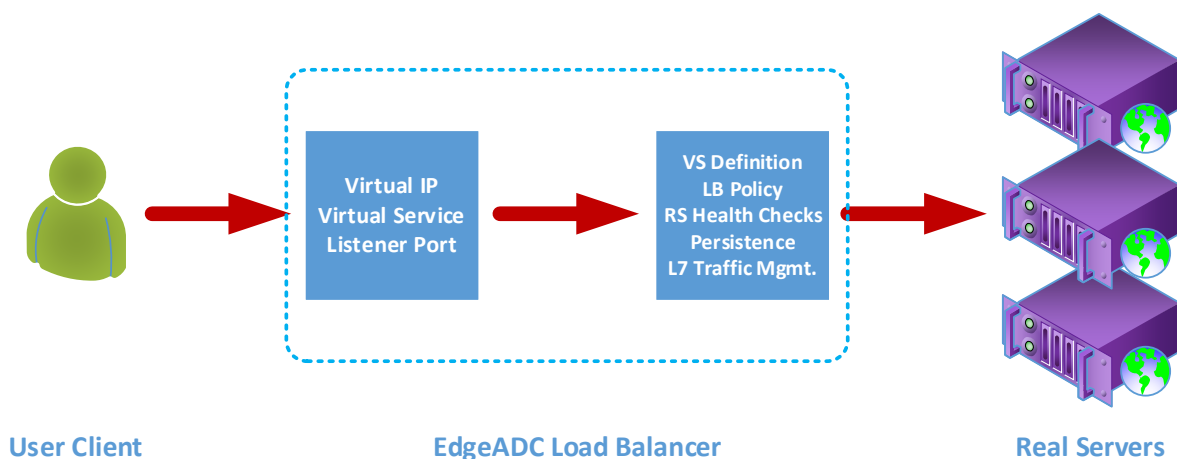 Virtual IP
Virtual Service
Listener Port
VS Definition
LB Policy
RS Health Checks
Persistence
L7 Traffic Mgmt.
User Client
EdgeADC Load Balancer
Real Servers